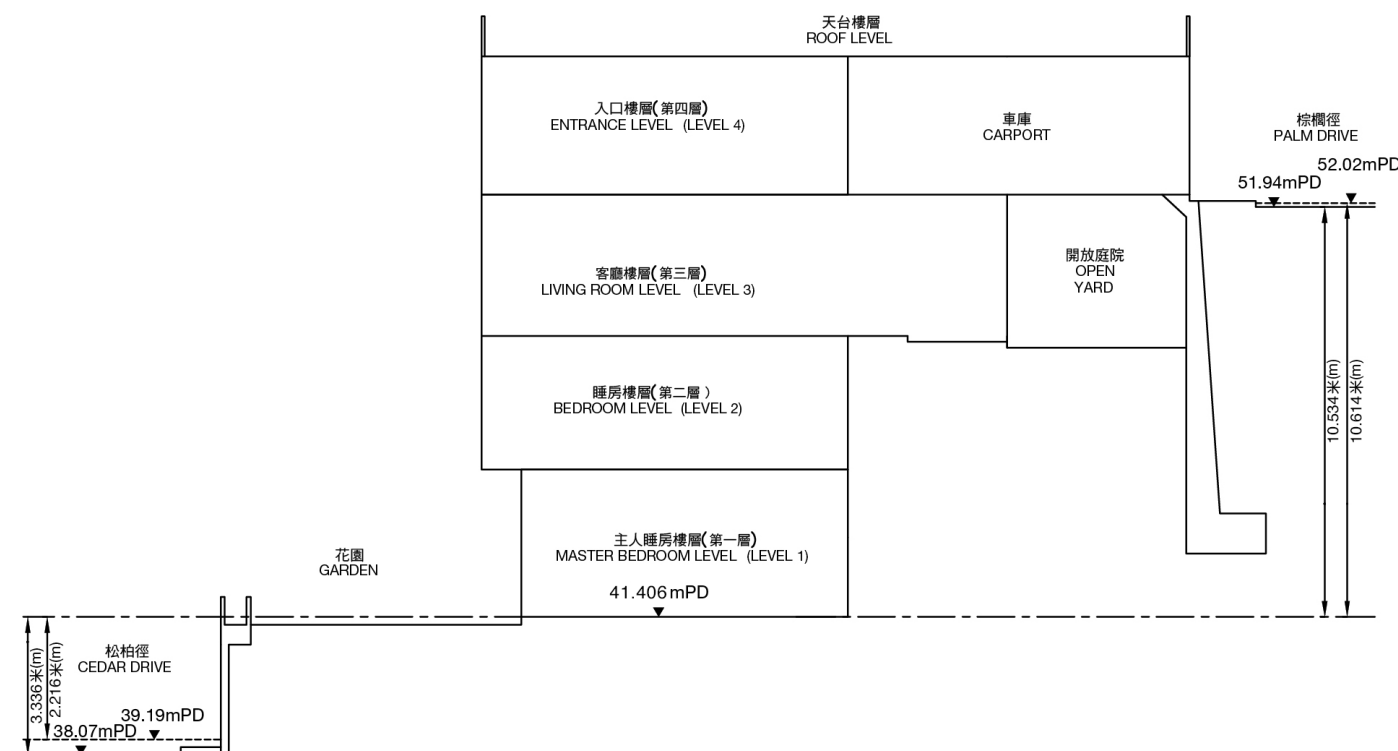 天台樓層
ROOF LEVEL
入口樓層(第四層)
ENTRANCE LEVEL (LEVEL 4)
車庫
CARPORT
棕櫚徑
PALM DRIVE
52.02mPD
51.94mPD
客廳樓層(第三層)
LIVING ROOM LEVEL (LEVEL 3)
開放庭院
OPEN
YARD
睡房樓層(第二層)
BEDROOM LEVEL (LEVEL 2)
10.534米(m)
10.614米(m)
主人睡房樓層(第一層)
MASTER BEDROOM LEVEL (LEVEL 1)
41.406mPD
花園
GARDEN
松柏徑
CEDAR DRIVE
3.336米(m)
2.216米(m)
39.19mPD
38.07mPD